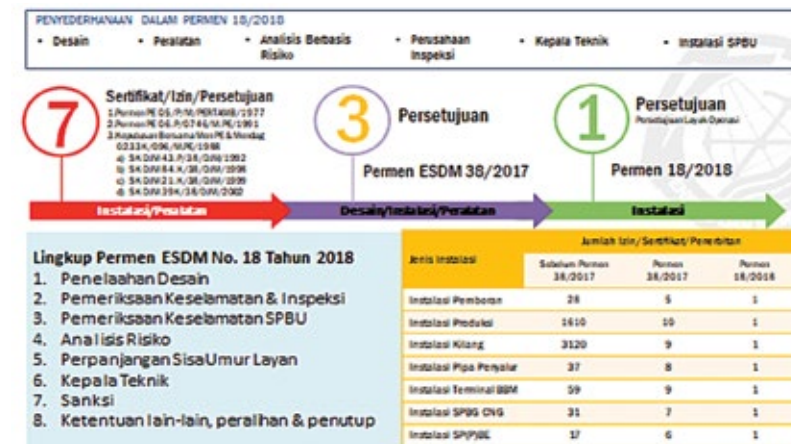 PENYEDERHANAAN DALAM PERMEN 18/2018
• Desain • Peralatan • Analisis Berbasis Risiko • Perusahaan Inspeksi • Kepala Teknik • Instalasi SPBU
7
Sertifikat/Izin/Persetujuan
3
Persetujuan
Permen ESDM 38/2017
1
Persetujuan
Persetujuan Layak Operasi
Permen 18/2018
Instalasi/Peralatan
Desain/Instalasi/Peralatan
Instalasi
Lingkup Permen ESDM No. 18 Tahun 2018
1. Penelaahan Desain
2. Pemeriksaan Keselamatan & Inspeksi
3. Pemeriksaan Keselamatan SPBU
4. Analisis Risiko
5. Perpanjangan Sisa Umur Layan
6. Kepala Teknik
7. Sanksi
8. Ketentuan lain-lain, peralihan & penutup
Jenis Instalasi
Jumlah Izin/Sertifikat/Penerbitan
Sebelum Permen 38/2017
Permen 38/2017
Permen 18/2018
Instalasi Pemboran 28 5 1
Instalasi Produksi 1610 10 1
Instalasi Kilang 3120 9 1
Instalasi Pipa Penyalur 37 8 1
Instalasi Terminal BBM 59 9 1
Instalasi SPBG CNG 31 7 1
Instalasi SP(P)BE 17 6 1